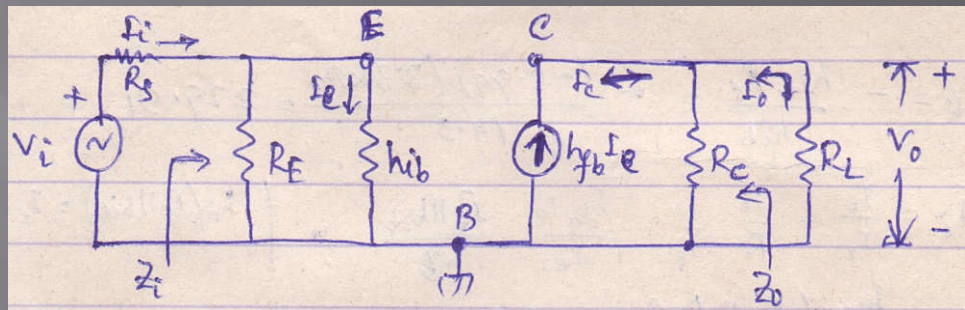 Ii E C
Rs Ie Ic Io +
+
Vi RE hib hfb Ie Rc RL Vo
B
-
Zi Zo